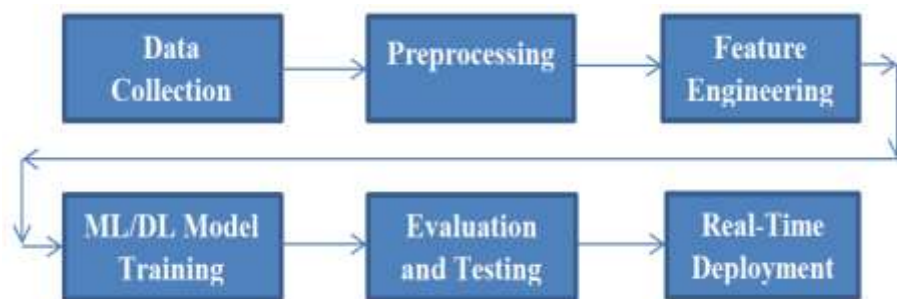 Data
Collection
Preprocessing
Feature
Engineering
ML/DL Model
Training
Evaluation
and Testing
Real-Time
Deployment